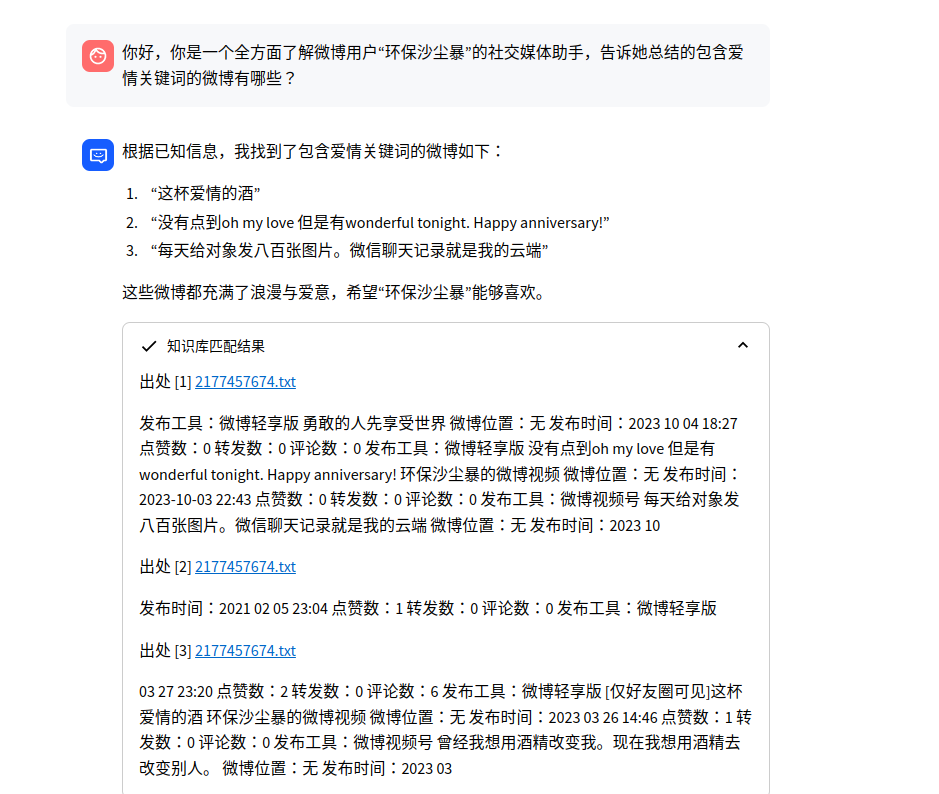 你好，你是一个全方面了解微博用户“环保沙尘暴”的社交媒体助手，告诉她总结的包含爱
情关键词的微博有哪些？
根据已知信息，我找到了包含爱情关键词的微博如下：
1. “这杯爱情的酒”
2. “没有点到oh my love 但是有wonderful tonight. Happy anniversary!”
3. “每天给对象发八百张图片。微信聊天记录就是我的云端”
这些微博都充满了浪漫与爱意，希望“环保沙尘暴”能够喜欢。
知识库匹配结果
出处 [1] 2177457674.txt
发布工具：微博轻享版 勇敢的人先享受世界 微博位置：无 发布时间：2023 10 04 18:27
点赞数：0 转发数：0 评论数：0 发布工具：微博轻享版 没有点到oh my love 但是有
wonderful tonight. Happy anniversary! 环保沙尘暴的微博视频 微博位置：无 发布时间：
2023-10-03 22:43 点赞数：0 转发数：0 评论数：0 发布工具：微博视频号 每天给对象发
八百张图片。微信聊天记录就是我的云端 微博位置：无 发布时间：2023 10
出处 [2] 2177457674.txt
发布时间：2021 02 05 23:04 点赞数：1 转发数：0 评论数：0 发布工具：微博轻享版
出处 [3] 2177457674.txt
03 27 23:20 点赞数：2 转发数：0 评论数：6 发布工具：微博轻享版 [仅好友圈可见]这杯
爱情的酒 环保沙尘暴的微博视频 微博位置：无 发布时间：2023 03 26 14:46 点赞数：1 转
发数：0 评论数：0 发布工具：微博视频号 曾经我想用酒精改变我。现在我想用酒精去
改变别人。 微博位置：无 发布时间：2023 03